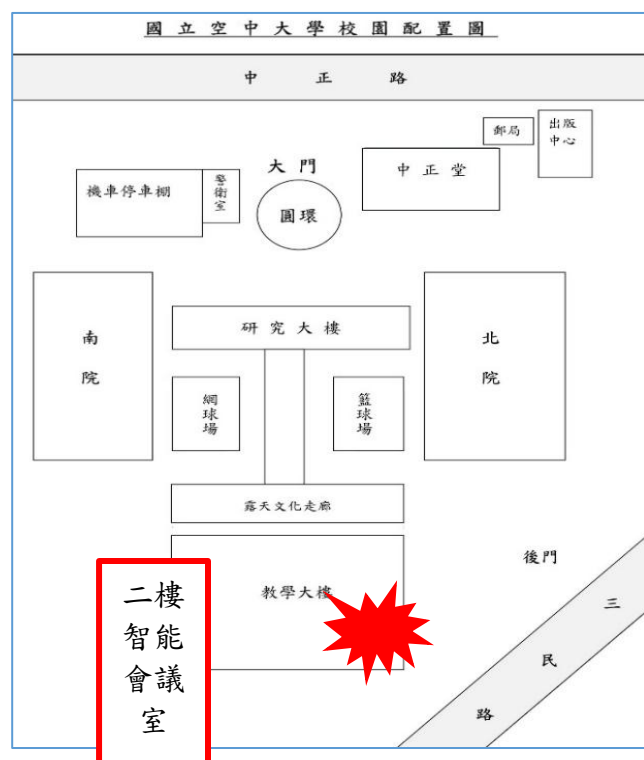 國立空中大學校園配置圖
中正路
郵局
出版
中心
大門
中正堂
機車停車棚
警衛室
圓環
研究大樓
南院
北院
網球場
籃球場
露天文化走廊
教學大樓
後門
三民路
二樓
智能
會議
室